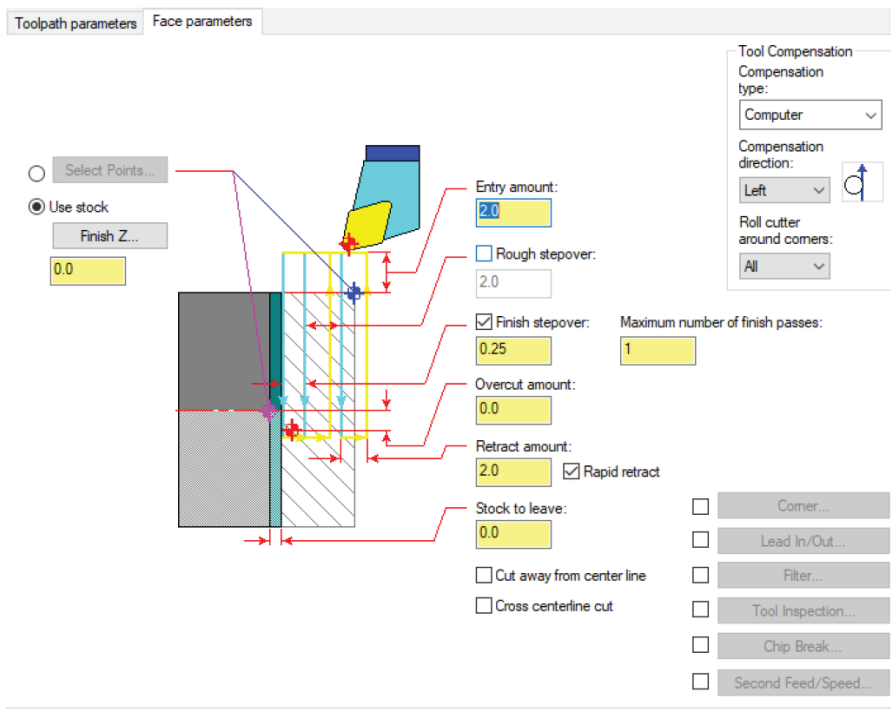 Toolpath parameters
Face parameters
Tool Compensation
Compensation
type:
Computer
Compensation
direction:
Left
Roll cutter
around corners:
All
Select Points...
Use stock
Finish Z...
0.0
Entry amount:
2.0
Rough stepover:
2.0
Finish stepover:
0.25
Maximum number of finish passes:
1
Overcut amount:
0.0
Retract amount:
2.0
Rapid retract
Stock to leave:
0.0
Cut away from center line
Cross centerline cut
Corner...
Lead In/Out...
Filter...
Tool Inspection...
Chip Break...
Second Feed/Speed...